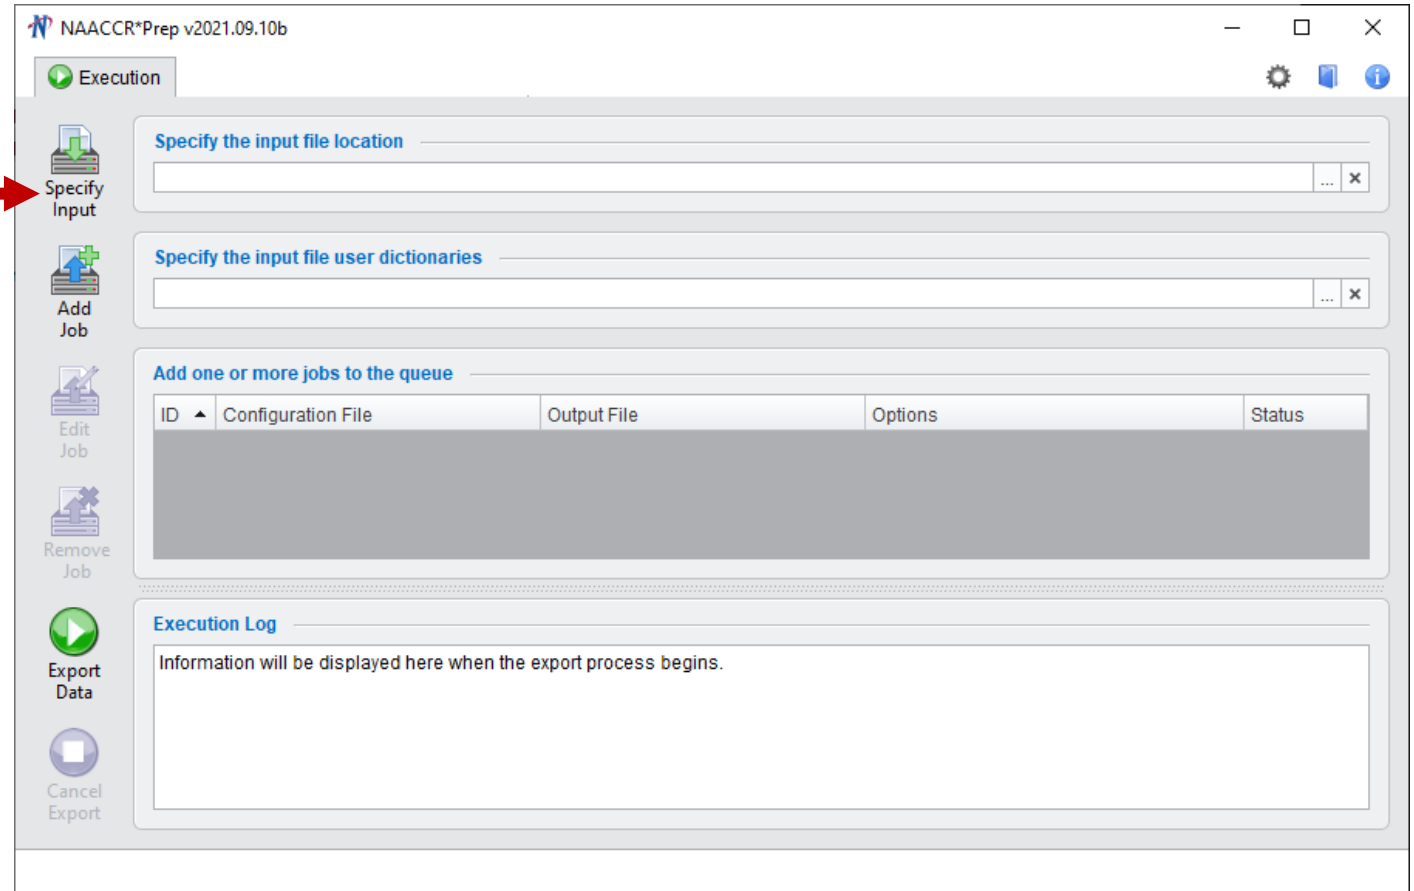 NAACCR*Prep v2021.09.10b
Execution
Specify the input file location
...
Specify
Input
Specify the input file user dictionaries
...
Add
Job
Add one or more jobs to the queue
ID Configuration File Output File Options Status
Edit
Job
Remove
Job
Execution Log
Information will be displayed here when the export process begins.
Export
Data
Cancel
Export